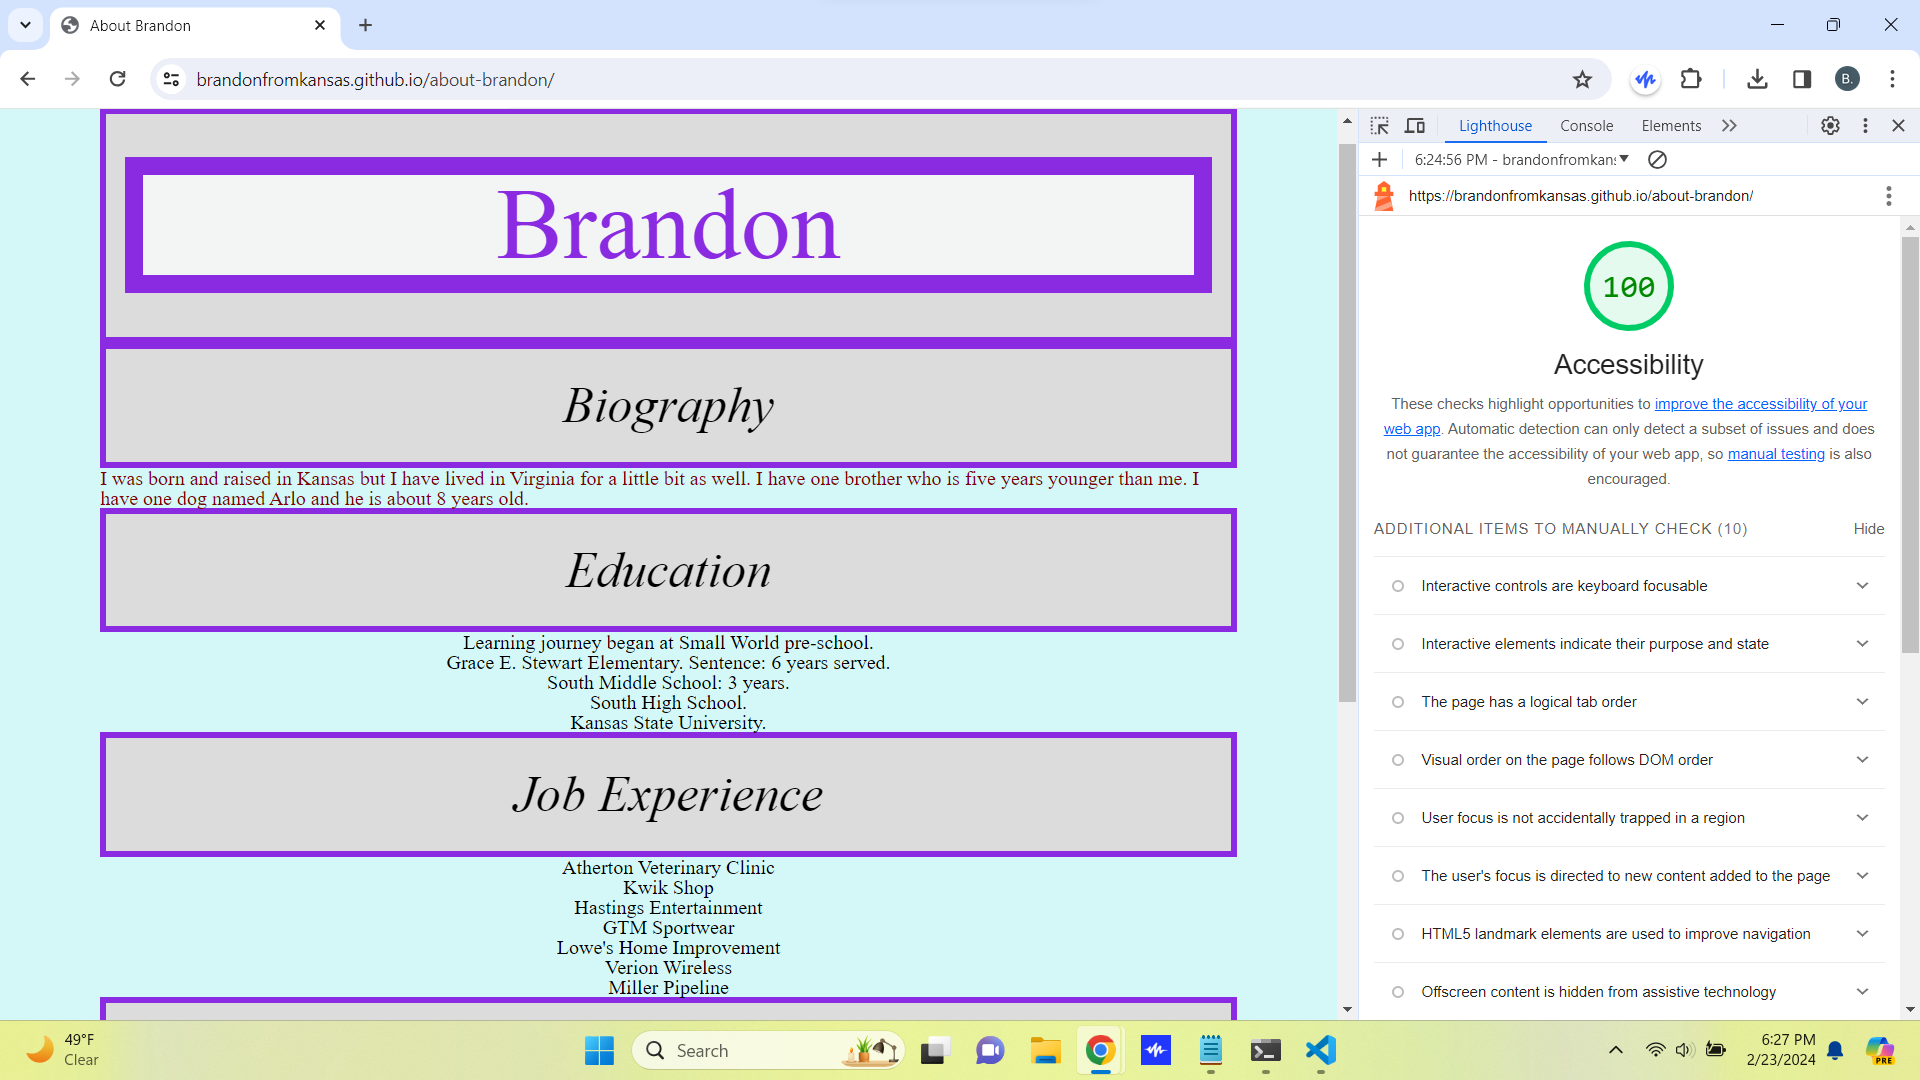 About Brandon
brandonfromkansas.github.io/about-brandon/
B.
Brandon
Biography
I was born and raised in Kansas but I have lived in Virginia for a little bit as well. I have one brother who is five years younger than me. I
have one dog named Arlo and he is about 8 years old.
Education
Learning journey began at Small World pre-school.
Grace E. Stewart Elementary. Sentence: 6 years served.
South Middle School: 3 years.
South High School.
Kansas State University.
Job Experience
Atherton Veterinary Clinic
Kwik Shop
Hastings Entertainment
GTM Sportwear
Lowe's Home Improvement
Verion Wireless
Miller Pipeline
Lighthouse Console Elements
6:24:56 PM - brandonfromkan:
https://brandonfromkansas.github.io/about-brandon/
100
Accessibility
These checks highlight opportunities to improve the accessibility of your
web app. Automatic detection can only detect a subset of issues and does
not guarantee the accessibility of your web app, so manual testing is also
encouraged.
ADDITIONAL ITEMS TO MANUALLY CHECK (10) Hide
Interactive controls are keyboard focusable
Interactive elements indicate their purpose and state
The page has a logical tab order
Visual order on the page follows DOM order
User focus is not accidentally trapped in a region
The user's focus is directed to new content added to the page
HTML5 landmark elements are used to improve navigation
Offscreen content is hidden from assistive technology
49°F
Clear
Search
6:27 PM
2/23/2024
PRE